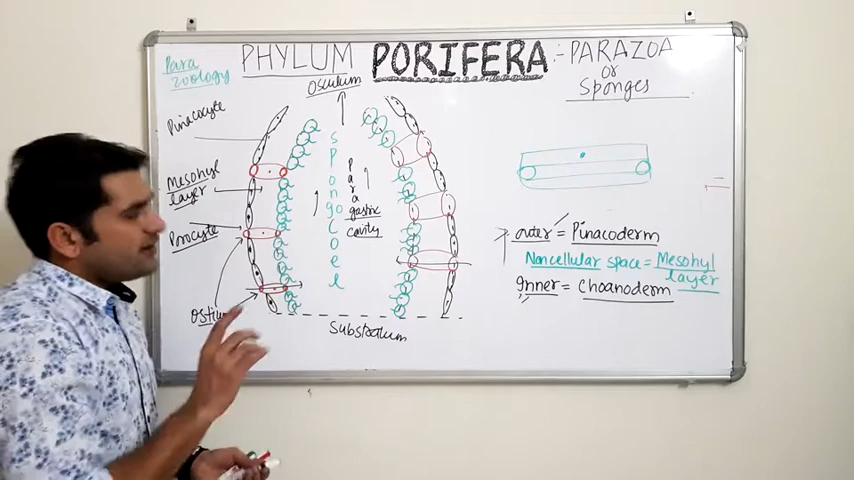 Para
zoology
PHYLUM PORIFERA :- PARAZOA
or
Sponges
Osculum
Pinacocyte
Mesohyl
layer
Porocyte
Spongocoel
Para
gastric
cavity
Substratum
outer = Pinacoderm
Noncellular space = Mesohyl
layer
Inner = Choanoderm